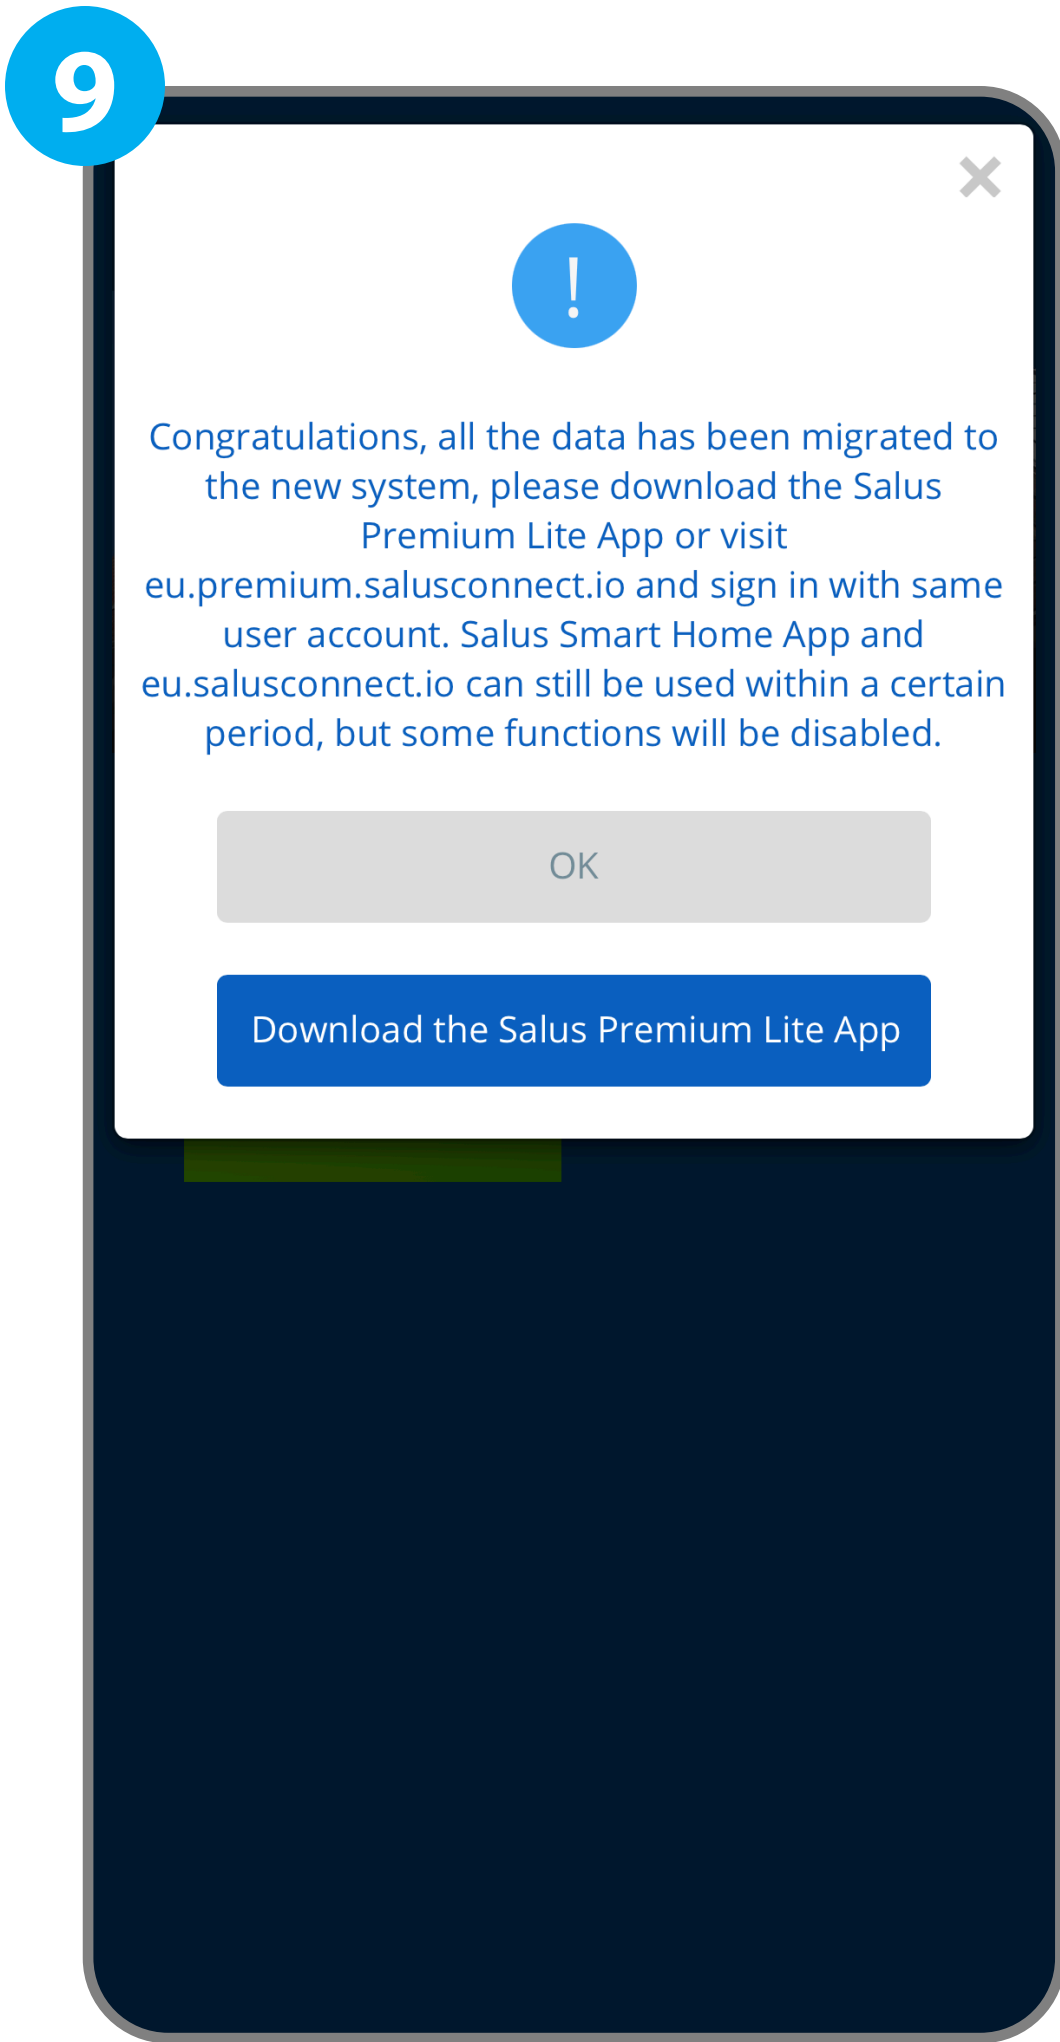 9
!
Congratulations, all the data has been migrated to
the new system, please download the Salus
Premium Lite App or visit
eu.premium.salusconnect.io and sign in with same
user account. Salus Smart Home App and
eu.salusconnect.io can still be used within a certain
period, but some functions will be disabled.
OK
Download the Salus Premium Lite App